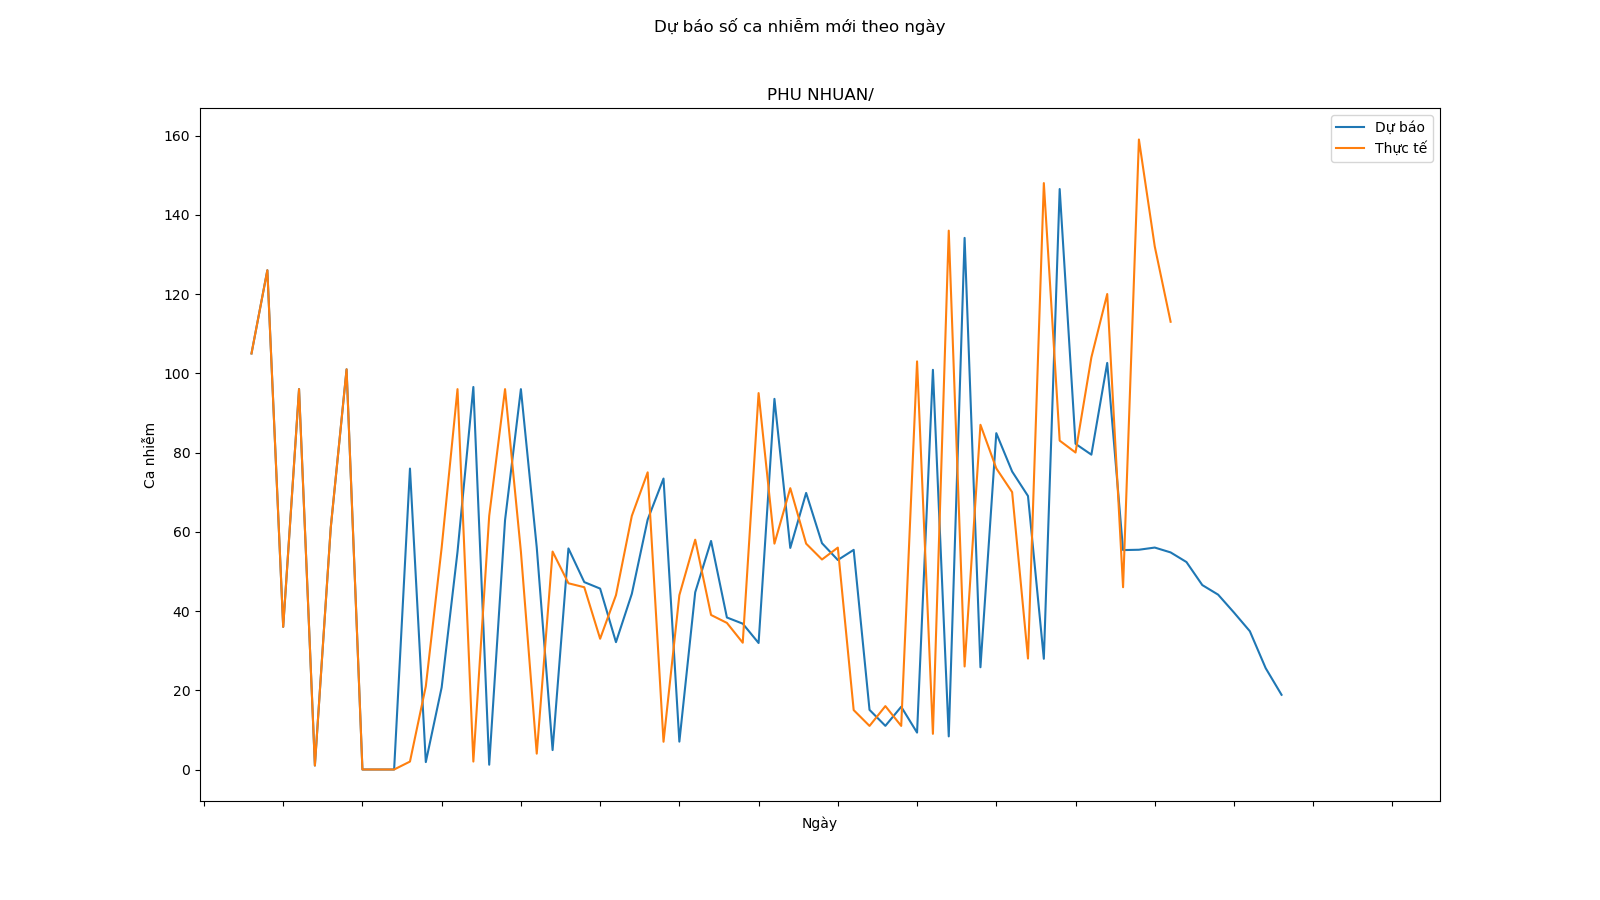 Dự báo số ca nhiễm mới theo ngày
PHU NHUAN/
Dự báo
Thực tế
160
140
120
100
80
60
40
20
0
Ca nhiễm
Ngày